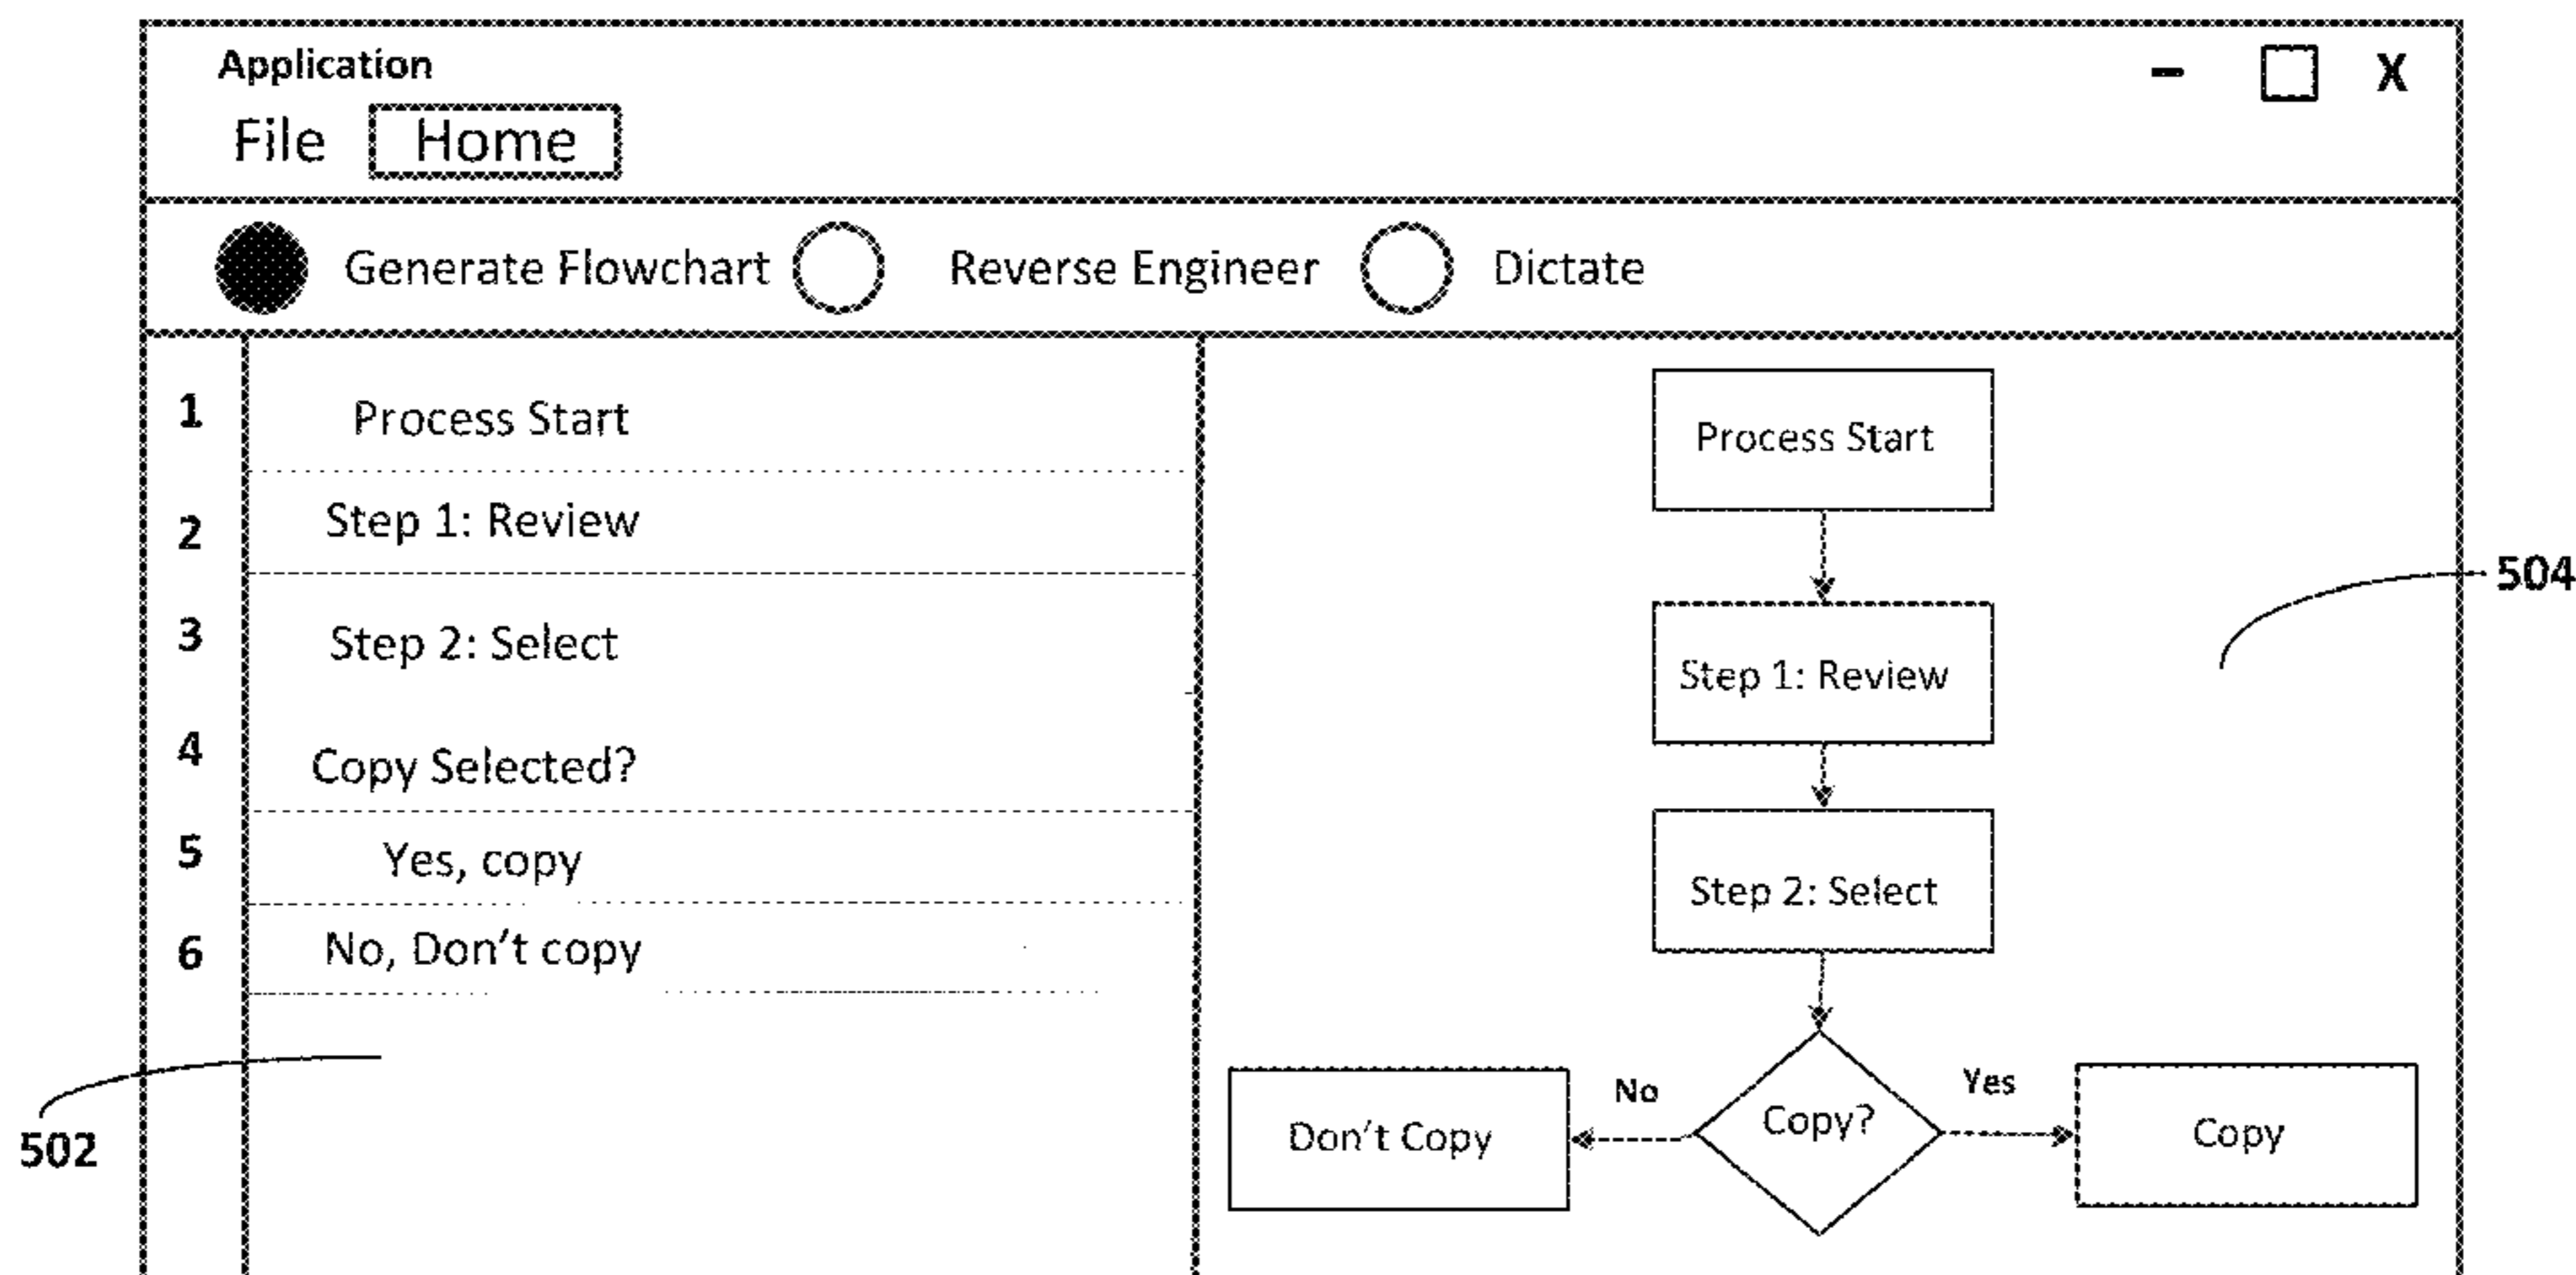 Application
– X
File Home
Generate Flowchart Reverse Engineer Dictate
1 Process Start
2 Step 1: Review
3 Step 2: Select
4 Copy Selected?
5 Yes, copy
6 No, Don't copy
502
Process Start
Step 1: Review
Step 2: Select
Copy?
No
Yes
Don't Copy
Copy
504